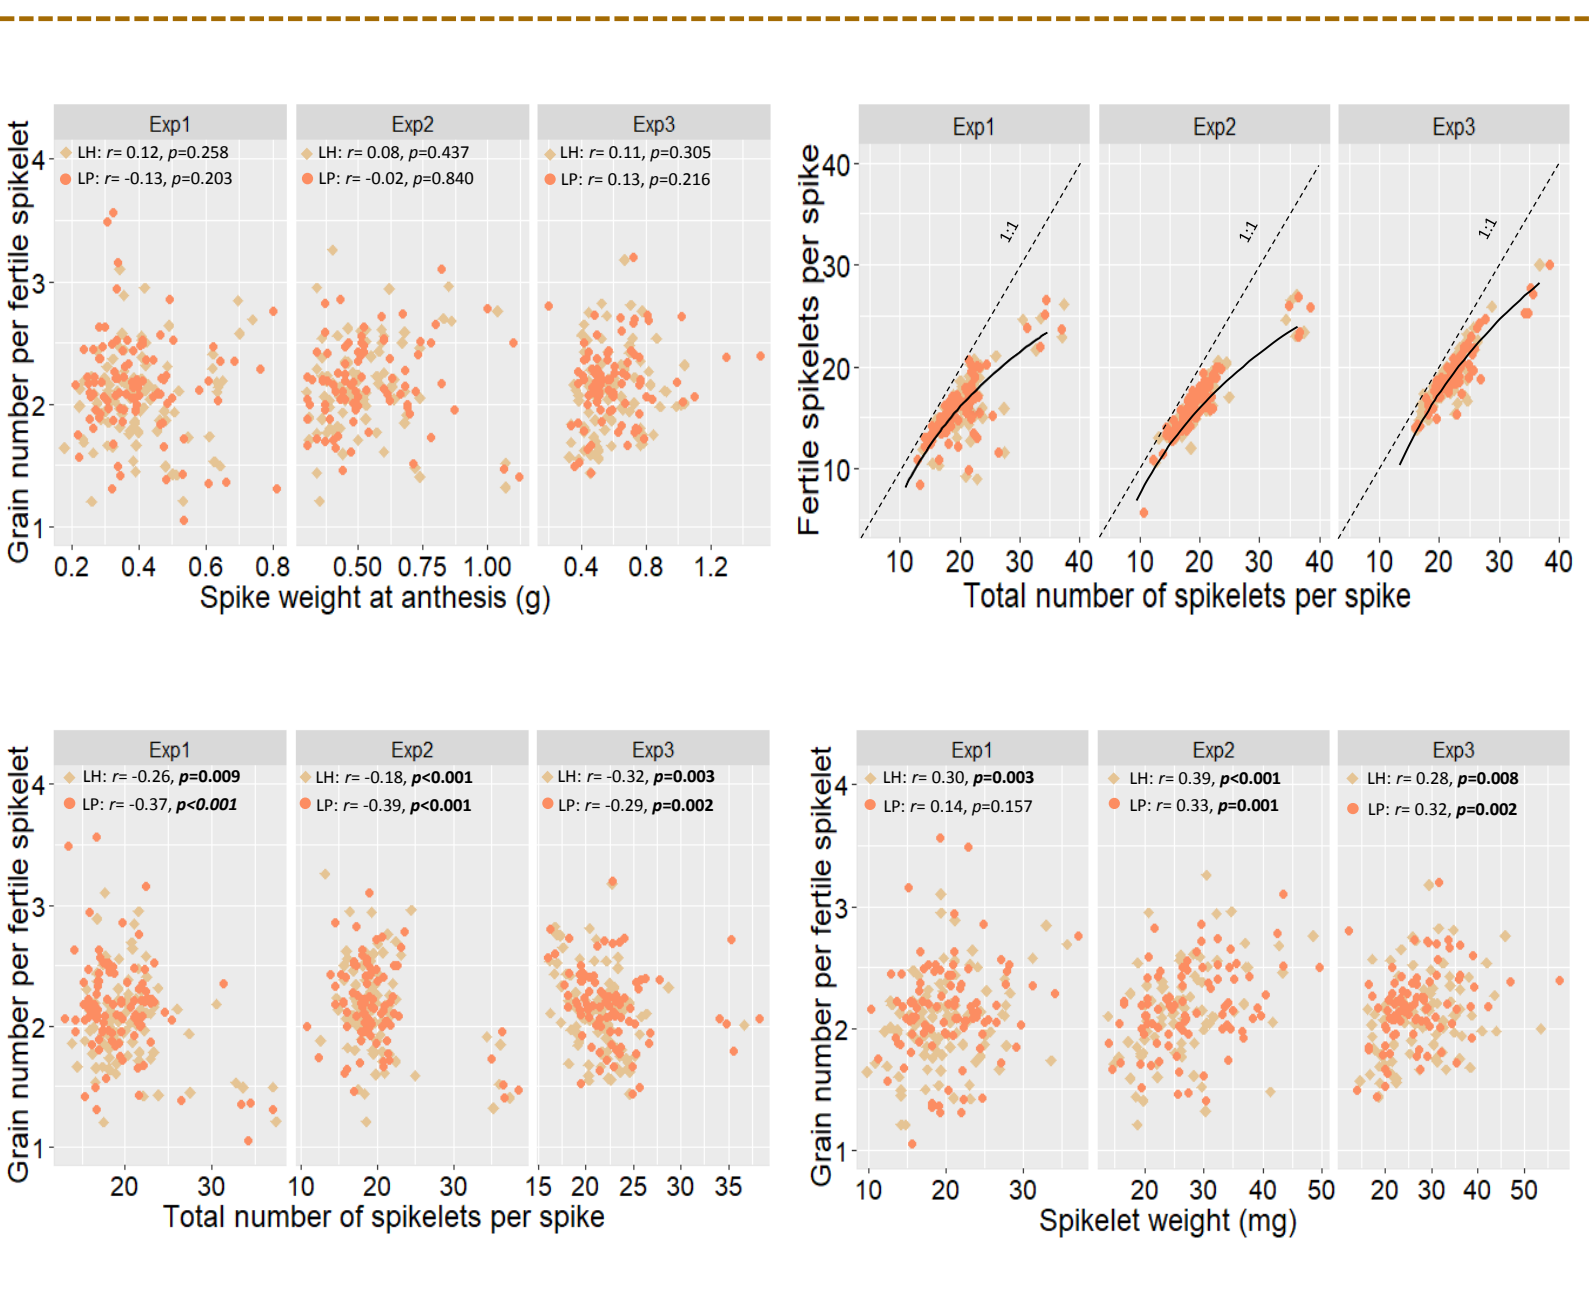 Exp1 Exp2 Exp3
LH: r= 0.12, p=0.258 LH: r= 0.08, p=0.437 LH: r= 0.11, p=0.305
LP: r= -0.13, p=0.203 LP: r= -0.02, p=0.840 LP: r= 0.13, p=0.216
Grain number per fertile spikelet
4
3
2
1
0.2 0.4 0.6 0.8 0.50 0.75 1.00 0.4 0.8 1.2
Spike weight at anthesis (g)
Exp1 Exp2 Exp3
1:1 1:1 1:1
Fertile spikelets per spike
40
30
20
10
10 20 30 40 10 20 30 40 10 20 30 40
Total number of spikelets per spike
Exp1 Exp2 Exp3
LH: r= -0.26, p=0.009 LH: r= -0.18, p<0.001 LH: r= -0.32, p=0.003
LP: r= -0.37, p<0.001 LP: r= -0.39, p<0.001 LP: r= -0.29, p=0.002
Grain number per fertile spikelet
4
3
2
1
20 30 10 20 30 15 20 25 30 35
Total number of spikelets per spike
Exp1 Exp2 Exp3
LH: r= 0.30, p=0.003 LH: r= 0.39, p<0.001 LH: r= 0.28, p=0.008
LP: r= 0.14, p=0.157 LP: r= 0.33, p=0.001 LP: r= 0.32, p=0.002
Grain number per fertile spikelet
4
3
2
1
10 20 30 20 30 40 50 20 30 40 50
Spikelet weight (mg)